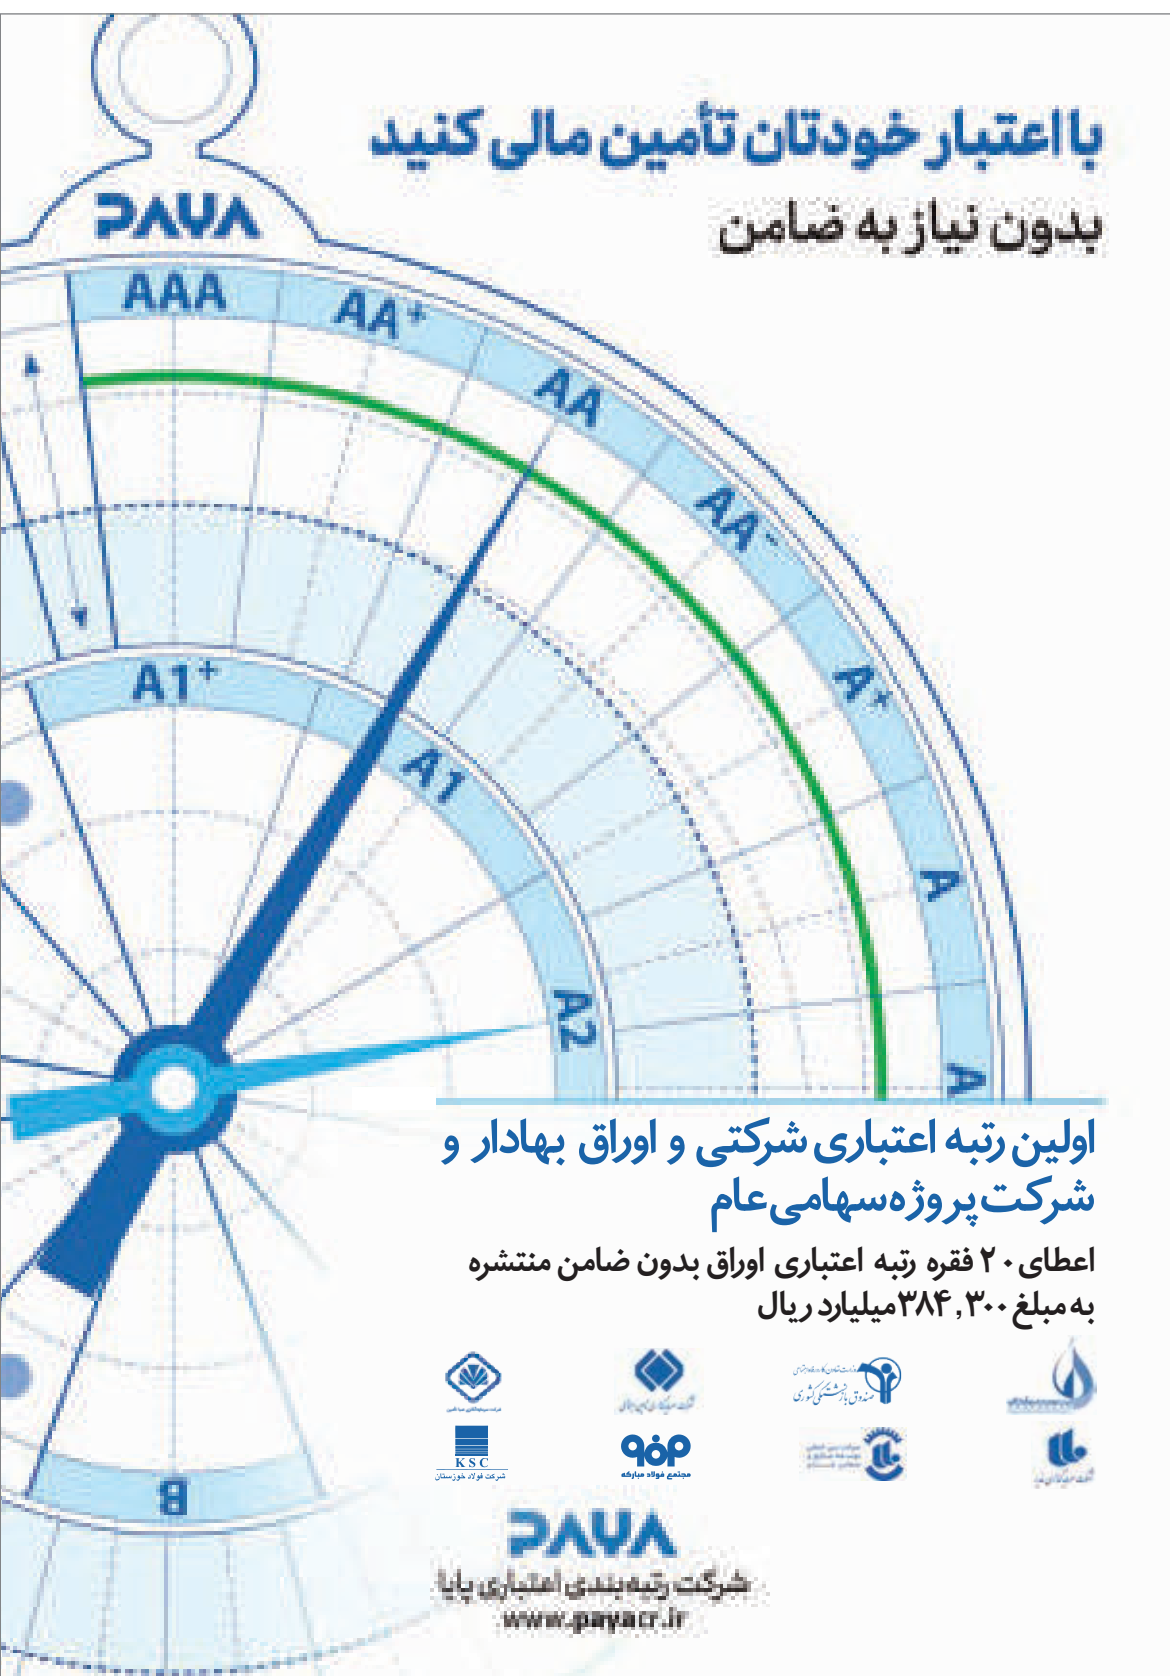 با اعتبار خودتان تأمین مالی کنید
بدون نیاز به ضامن
PAYA
AAA
AA+
AA
AA-
A+
A
A
A1+
A1
A2
B
اولین رتبه اعتباری شرکتی و اوراق بهادار و
شرکت پروژه سهامی عام
اعطای ۲۰ فقره رتبه اعتباری اوراق بدون ضامن منتشره
به مبلغ ۳۸۴,۳۰۰ میلیارد ریال
صندوق بازنشستگی کشوری
KSC
شرکت فولاد خوزستان
مجتمع فولاد مبارکه
PAYA
شرکت رتبه‌بندی اعتباری پایا
www.payacr.ir